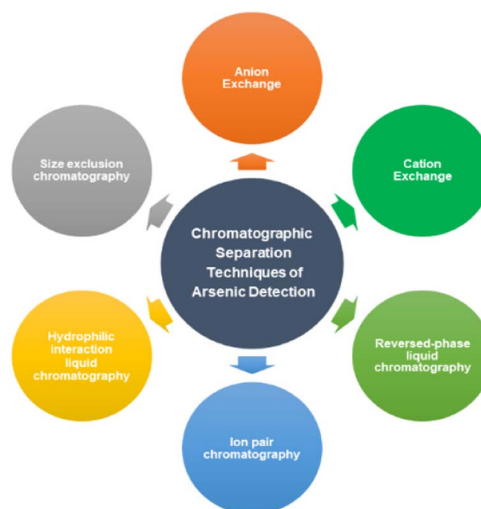 Anion
Exchange
Size exclusion
chromatography
Cation
Exchange
Chromatographic
Separation
Techniques of
Arsenic Detection
Hydrophilic
interaction
liquid
chromatography
Reversed-phase
liquid
chromatography
Ion pair
chromatography